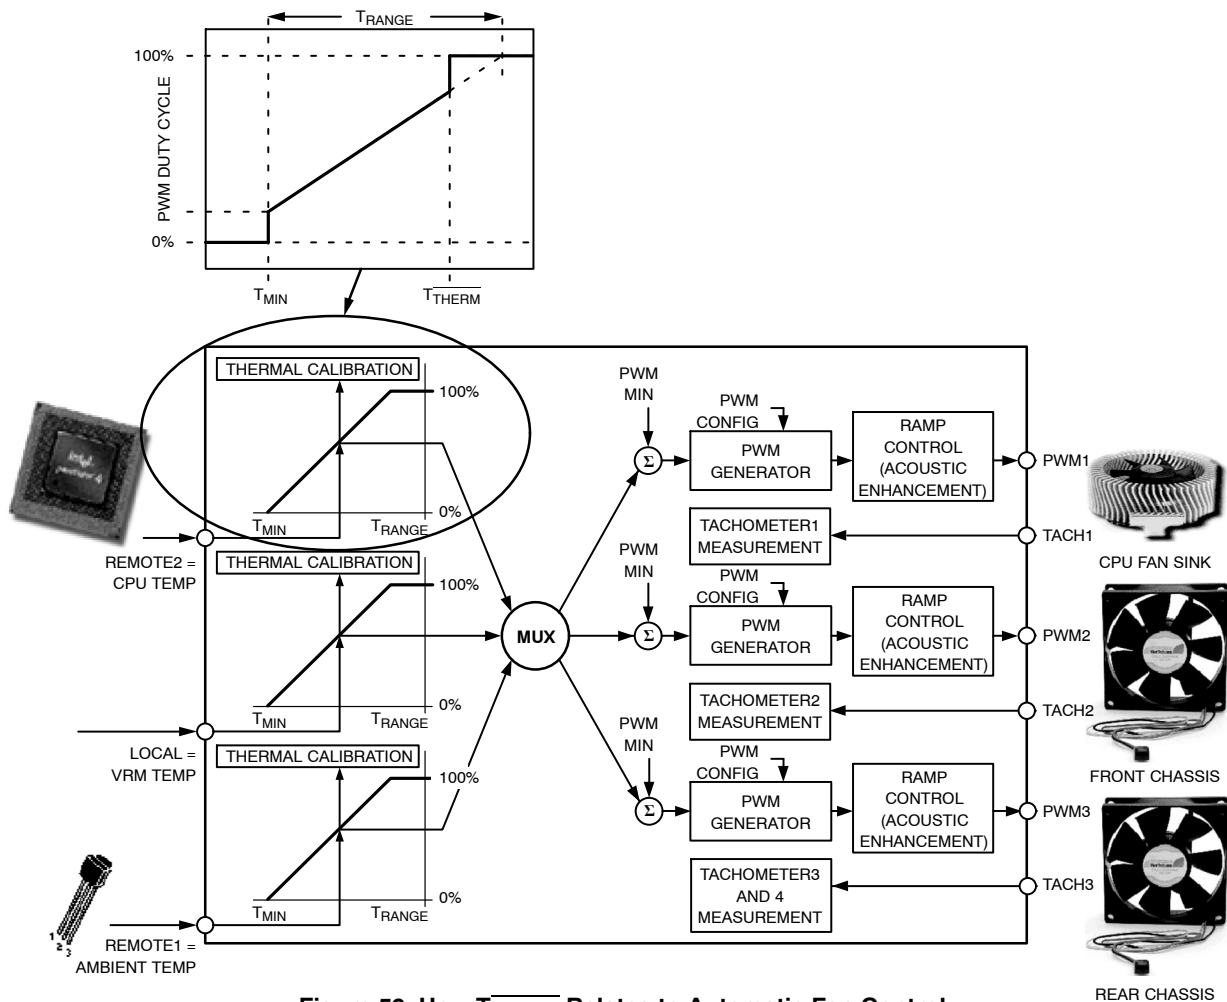 TRANGE
100%
PWM DUTY CYCLE
0%
TMIN
TTHERM
THERMAL CALIBRATION
100%
TMIN
TRANGE
0%
REMOTE2 =
CPU TEMP
THERMAL CALIBRATION
100%
TMIN
TRANGE
0%
LOCAL =
VRM TEMP
THERMAL CALIBRATION
100%
TMIN
TRANGE
0%
REMOTE1 =
AMBIENT TEMP
1
2
3
MUX
PWM
MIN
Σ
PWM
CONFIG
PWM
GENERATOR
RAMP
CONTROL
(ACOUSTIC
ENHANCEMENT)
PWM1
TACHOMETER1
MEASUREMENT
TACH1
CPU FAN SINK
PWM
MIN
Σ
PWM
CONFIG
PWM
GENERATOR
RAMP
CONTROL
(ACOUSTIC
ENHANCEMENT)
PWM2
TACHOMETER2
MEASUREMENT
TACH2
FRONT CHASSIS
PWM
MIN
Σ
PWM
CONFIG
PWM
GENERATOR
RAMP
CONTROL
(ACOUSTIC
ENHANCEMENT)
PWM3
TACHOMETER3
AND 4
MEASUREMENT
TACH3
REAR CHASSIS